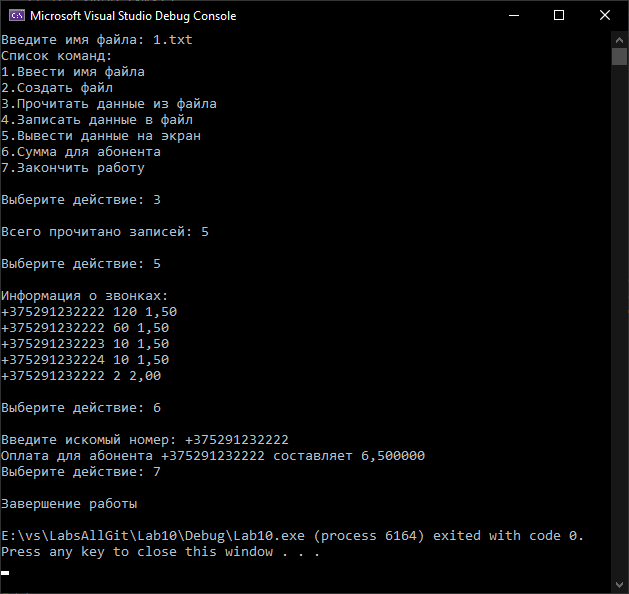 Microsoft Visual Studio Debug Console
Введите имя файла: 1.txt
Список команд:
1.Ввести имя файла
2.Создать файл
3.Прочитать данные из файла
4.Записать данные в файл
5.Вывести данные на экран
6.Сумма для абонента
7.Закончить работу
Выберите действие: 3
Всего прочитано записей: 5
Выберите действие: 5
Информация о звонках:
+375291232222 120 1,50
+375291232222 60 1,50
+375291232223 10 1,50
+375291232224 10 1,50
+375291232222 2 2,00
Выберите действие: 6
Введите искомый номер: +375291232222
Оплата для абонента +375291232222 составляет 6,500000
Выберите действие: 7
Завершение работы
E:\vs\LabsAllGit\Lab10\Debug\Lab10.exe (process 6164) exited with code 0.
Press any key to close this window . . .